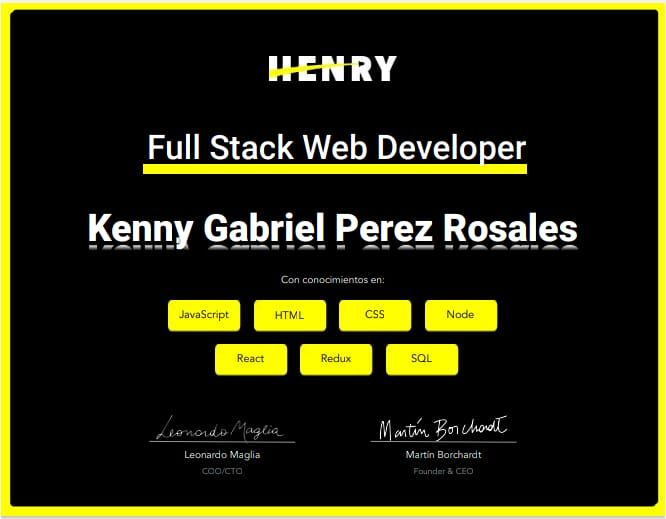 HENRY
Full Stack Web Developer
Kenny Gabriel Perez Rosales
Con conocimientos en:
JavaScript HTML CSS Node
React Redux SQL
Leonardo Maglia Martín Borchardt
Leonardo Maglia Martín Borchardt
COO/CTO Founder & CEO